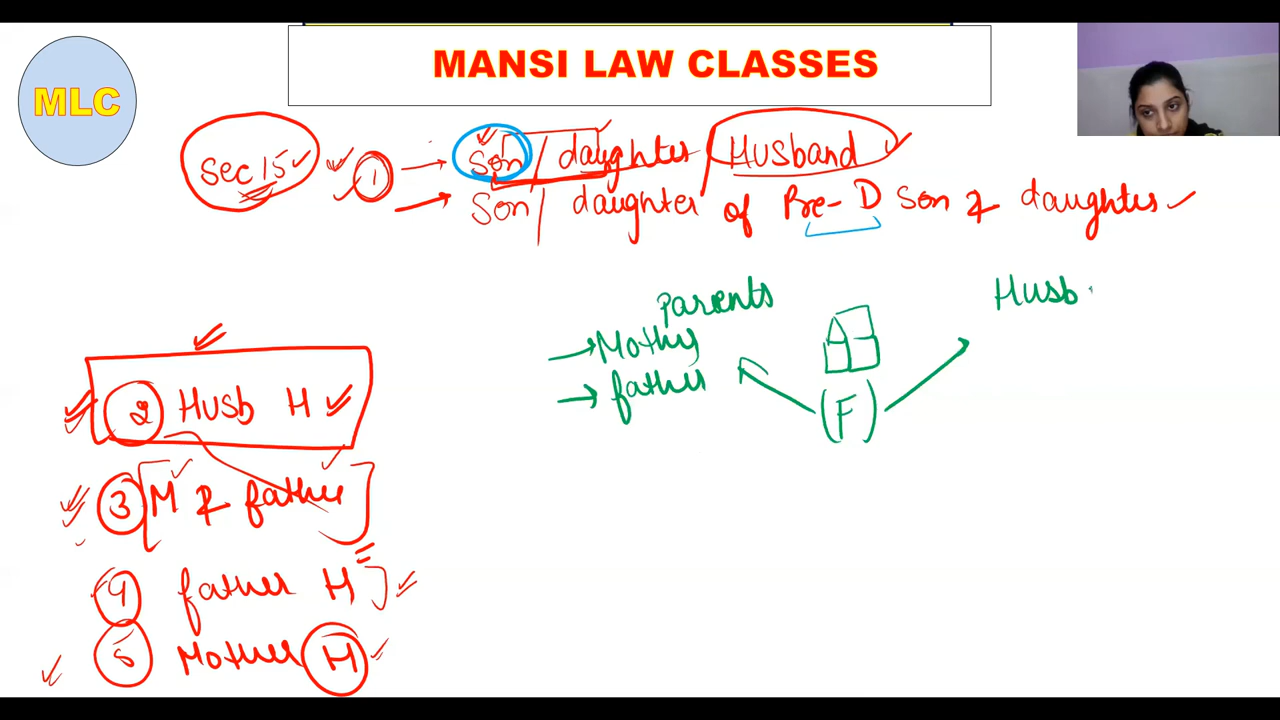 MANSI LAW CLASSES
MLC
Sec 15 1 → Son / daughter / Husband
→ Son / daughter of Pre-D Son & daughter
Parents
Husb
→ Mother
→ father
(F)
2 Husb H
3 M & father
4 father H
5 Mother H